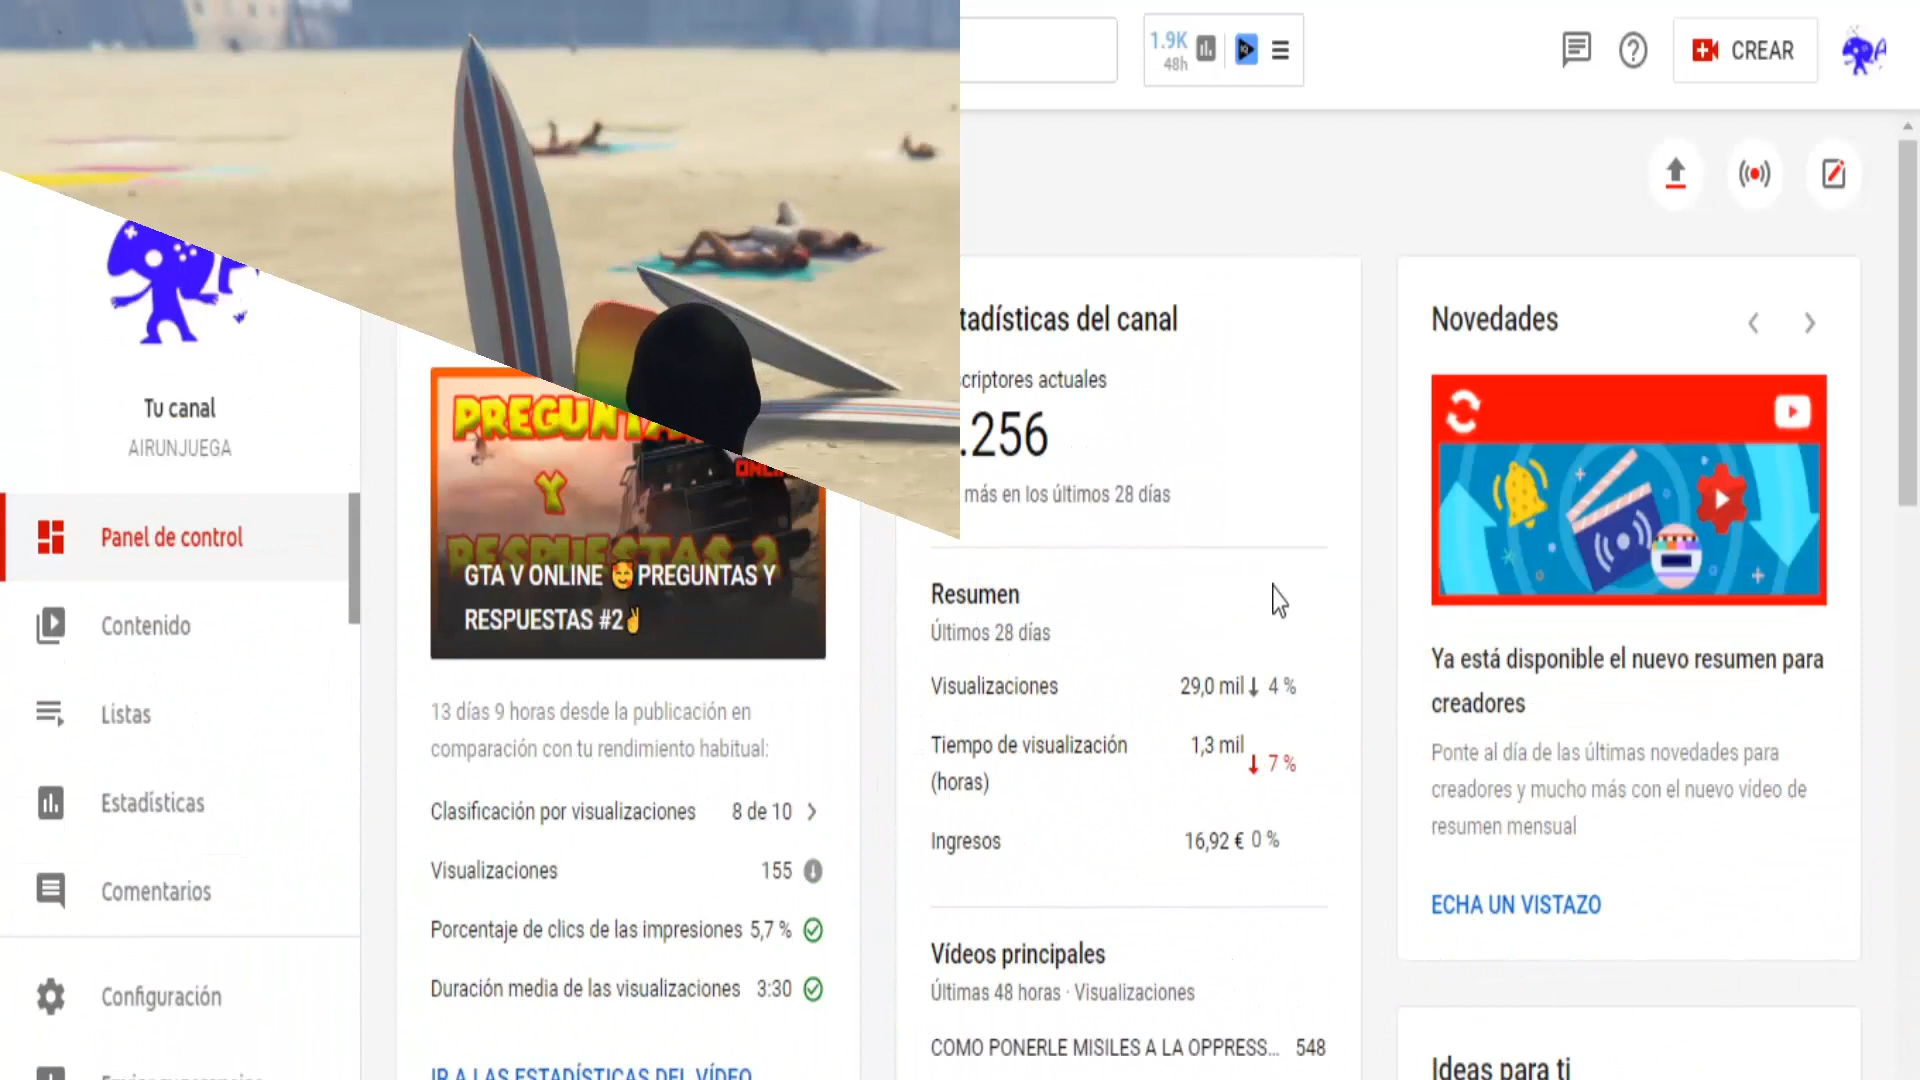 1.9K
48h
CREAR
Tu canal
AIRUNJUEGA
Panel de control
Contenido
Listas
Estadísticas
Comentarios
Configuración
Y
RESPUESTAS 2
GTA V ONLINE 🥰 PREGUNTAS Y
RESPUESTAS #2✌
13 días 9 horas desde la publicación en
comparación con tu rendimiento habitual:
Clasificación por visualizaciones 8 de 10
Visualizaciones 155
Porcentaje de clics de las impresiones 5,7 %
Duración media de las visualizaciones 3:30
IR A LAS ESTADÍSTICAS DEL VÍDEO
tadísticas del canal
criptores actuales
.256
más en los últimos 28 días
Resumen
Últimos 28 días
Visualizaciones 29,0 mil ↓ 4 %
Tiempo de visualización 1,3 mil
(horas) ↓ 7 %
Ingresos 16,92 € 0 %
Vídeos principales
Últimas 48 horas · Visualizaciones
COMO PONERLE MISILES A LA OPPRESS... 548
Novedades
Ya está disponible el nuevo resumen para
creadores
Ponte al día de las últimas novedades para
creadores y mucho más con el nuevo vídeo de
resumen mensual
ECHA UN VISTAZO
Ideas para ti